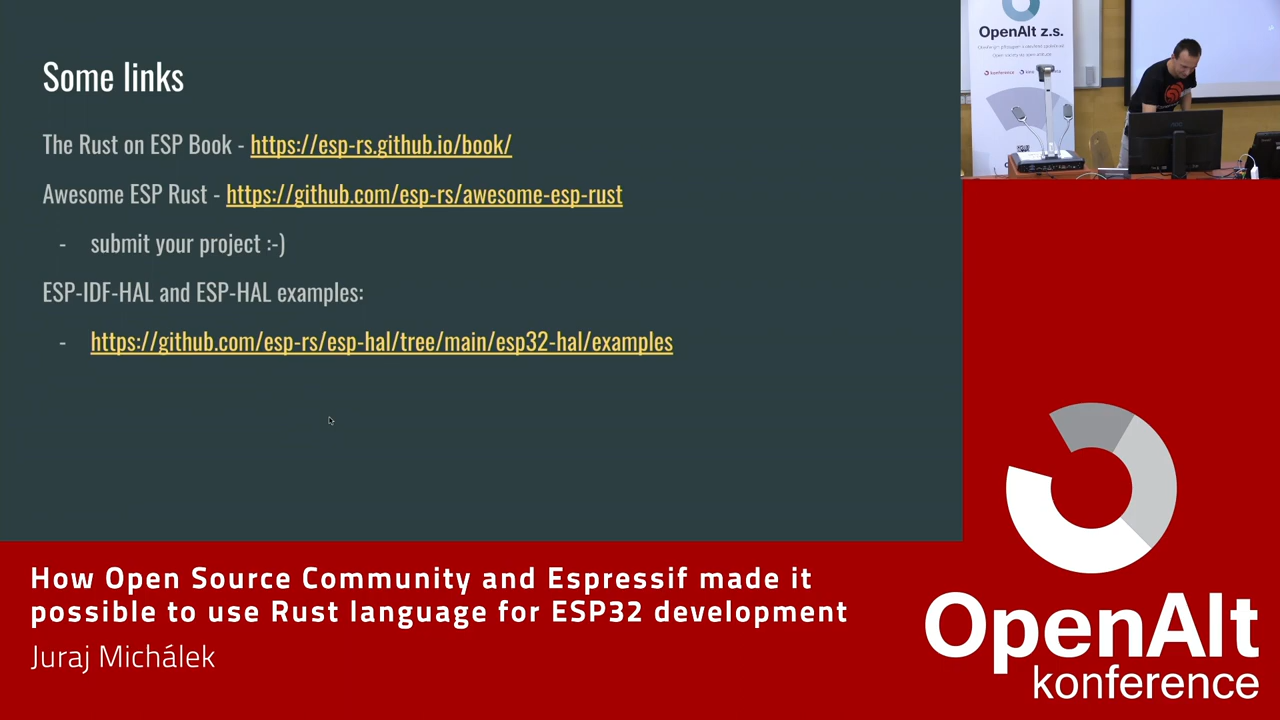 Some links
The Rust on ESP Book - https://esp-rs.github.io/book/
Awesome ESP Rust - https://github.com/esp-rs/awesome-esp-rust
- submit your project :-)
ESP-IDF-HAL and ESP-HAL examples:
- https://github.com/esp-rs/esp-hal/tree/main/esp32-hal/examples
OpenAlt z.s.
konference
How Open Source Community and Espressif made it
possible to use Rust language for ESP32 development
Juraj Michálek
OpenAlt
konference